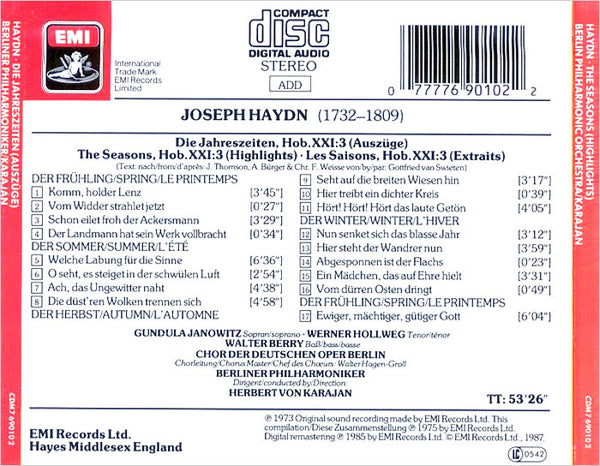 HAYDN · DIE JAHRESZEITEN (AUSZÜGE)
BERLINER PHILHARMONIKER/KARAJAN
CDM 7 69010 2
EMI
International
Trade Mark
EMI Records
Limited
COMPACT
disc
DIGITAL AUDIO
STEREO
ADD
0 77776 90102 2
JOSEPH HAYDN (1732–1809)
Die Jahreszeiten, Hob. XXI:3 (Auszüge)
The Seasons, Hob. XXI:3 (Highlights) · Les Saisons, Hob. XXI:3 (Extraits)
(Text: nach/from/d'après: J. Thomson, A. Bürger & Chr. F. Weisse von/by/par: Gottfried van Swieten)
DER FRÜHLING/SPRING/LE PRINTEMPS
1 Komm, holder Lenz [3'45"]
2 Vom Widder strahlet jetzt [0'27"]
3 Schon eilet froh der Ackersmann [3'29"]
4 Der Landmann hat sein Werk vollbracht [0'34"]
DER SOMMER/SUMMER/L'ÉTÉ
5 Welche Labung für die Sinne [6'36"]
6 O seht, es steiget in der schwülen Luft [2'54"]
7 Ach, das Ungewitter naht [4'38"]
8 Die düst'ren Wolken trennen sich [4'58"]
DER HERBST/AUTUMN/L'AUTOMNE
9 Seht auf die breiten Wiesen hin [3'17"]
10 Hier treibt ein dichter Kreis [0'39"]
11 Hört! Hört! Hört das laute Getön [4'05"]
DER WINTER/WINTER/L'HIVER
12 Nun senket sich das blasse Jahr [3'12"]
13 Hier steht der Wandrer nun [3'59"]
14 Abgesponnen ist der Flachs [0'23"]
15 Ein Mädchen, das auf Ehre hielt [3'31"]
16 Vom dürren Osten dringt [0'49"]
DER FRÜHLING/SPRING/LE PRINTEMPS
17 Ewiger, mächtiger, gütiger Gott [6'04"]
GUNDULA JANOWITZ Sopran/soprano · WERNER HOLLWEG Tenor/ténor
WALTER BERRY Baß/bass/basse
CHOR DER DEUTSCHEN OPER BERLIN
Chorleitung/Chorus Master/Chef des Chœurs: Walter Hagen-Groll
BERLINER PHILHARMONIKER
Dirigent/conducted by/Direction:
HERBERT VON KARAJAN
TT: 53'26"
EMI Records Ltd.
Hayes Middlesex England
℗ 1973 Original sound recording made by EMI Records Ltd. This
compilation/Diese Zusammenstellung ℗ 1975 by EMI Records Ltd.
Digital remastering ℗ 1985 by EMI Records Ltd. © EMI Records Ltd., 1987.
LC 0542
HAYDN · THE SEASONS (HIGHLIGHTS)
BERLIN PHILHARMONIC ORCHESTRA/KARAJAN
CDM 7 69010 2